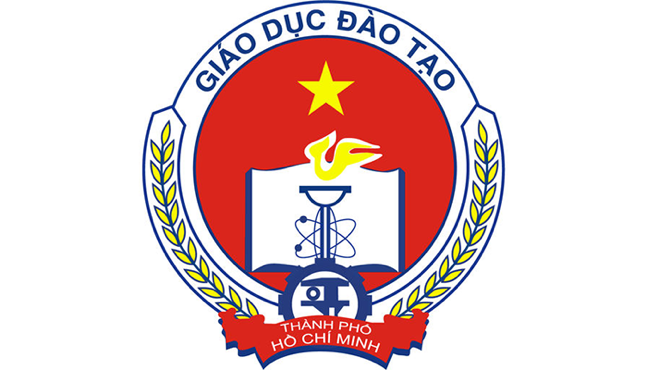 GIÁO DỤC ĐÀO TẠO
THÀNH PHỐ
HỒ CHÍ MINH